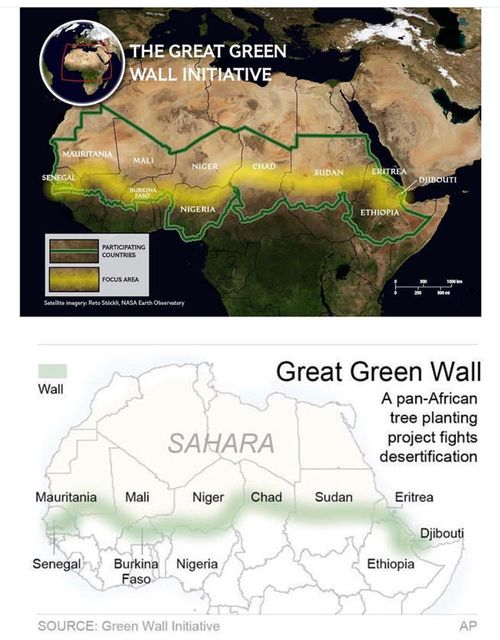 THE GREAT GREEN
WALL INITIATIVE
MAURITANIA
MALI
NIGER
CHAD
SUDAN
ERITREA
SENEGAL
DJIBOUTI
BURKINA
FASO
NIGERIA
ETHIOPIA
PARTICIPATING
COUNTRIES
FOCUS AREA
0 500 1000 km
0 250 500 mi
Satellite imagery: Reto Stöckli, NASA Earth Observatory
Great Green Wall
Wall
A pan-African
tree planting
project fights
desertification
SAHARA
Mauritania Mali Niger Chad Sudan Eritrea
Djibouti
Senegal Burkina Nigeria Ethiopia
Faso
SOURCE: Green Wall Initiative AP